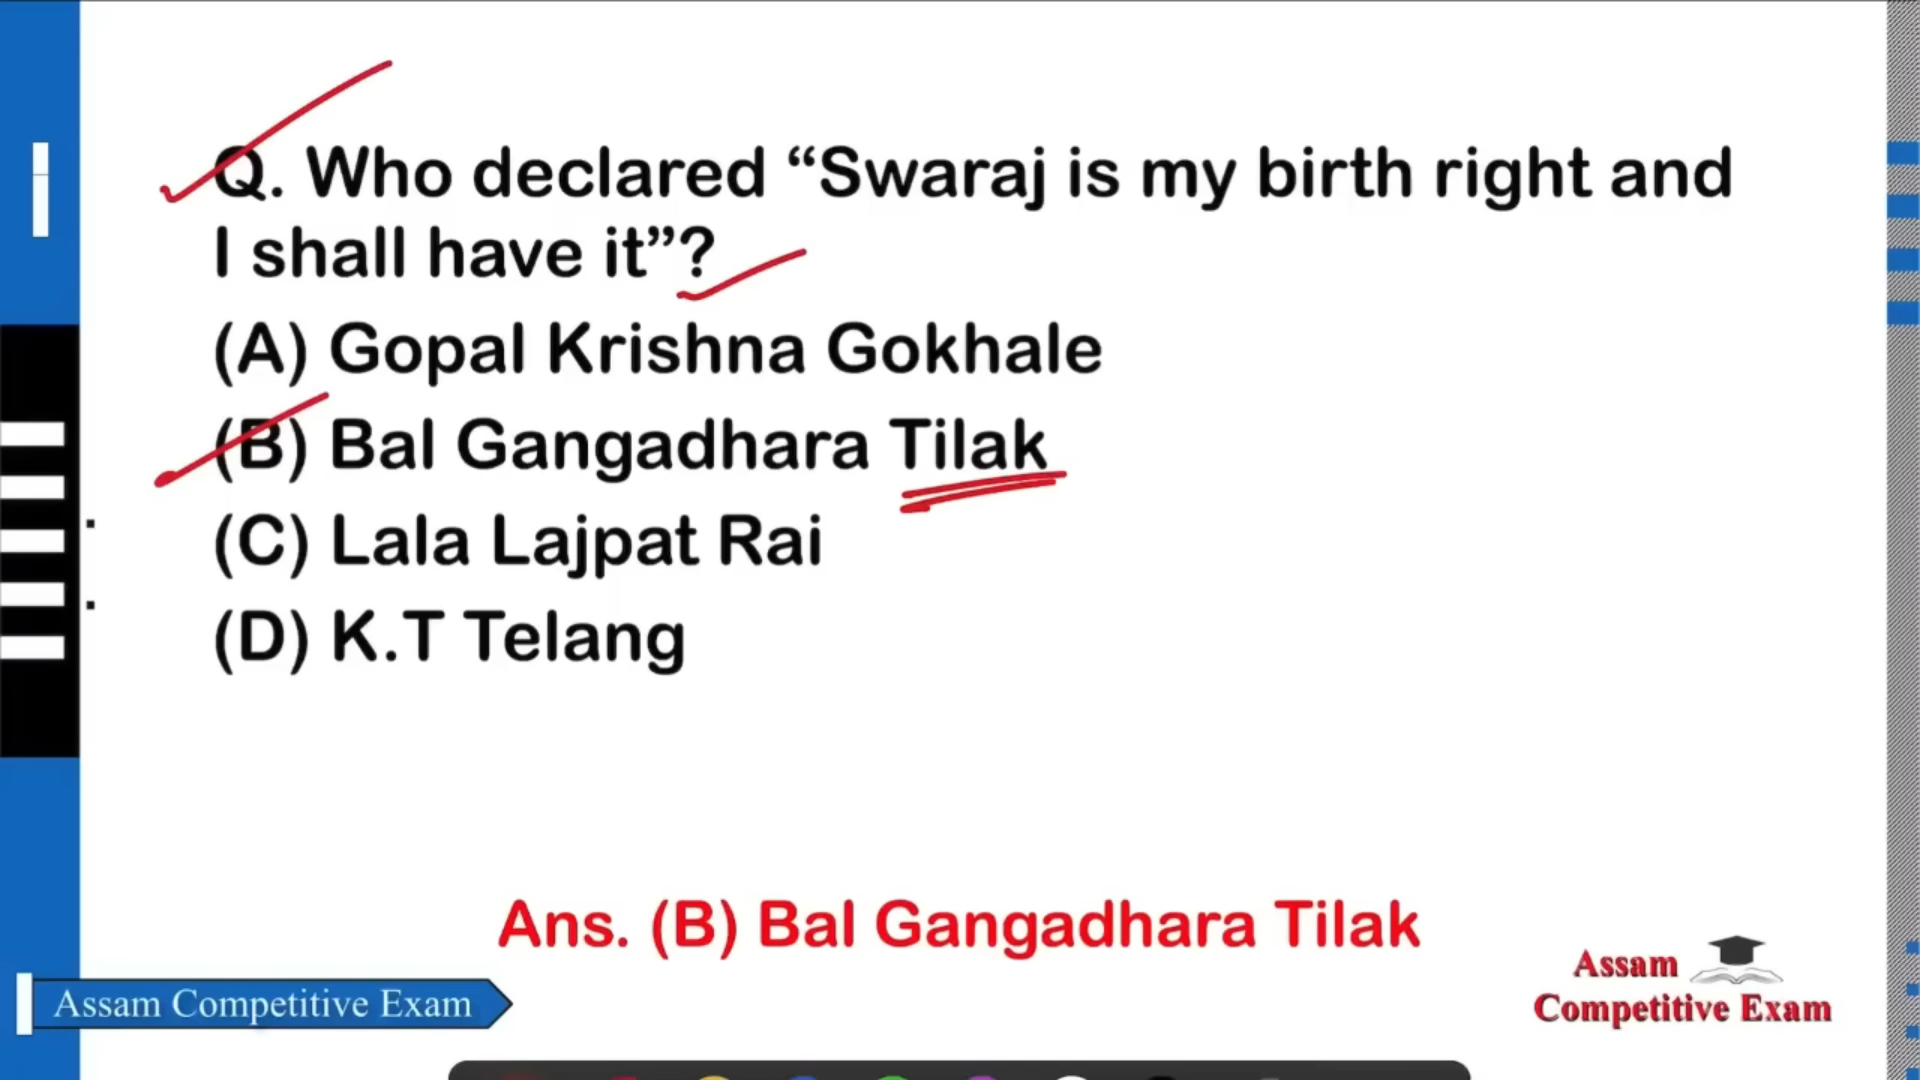 Q. Who declared “Swaraj is my birth right and
I shall have it”?
(A) Gopal Krishna Gokhale
(B) Bal Gangadhara Tilak
(C) Lala Lajpat Rai
(D) K.T Telang
Ans. (B) Bal Gangadhara Tilak
Assam Competitive Exam
Assam
Competitive Exam